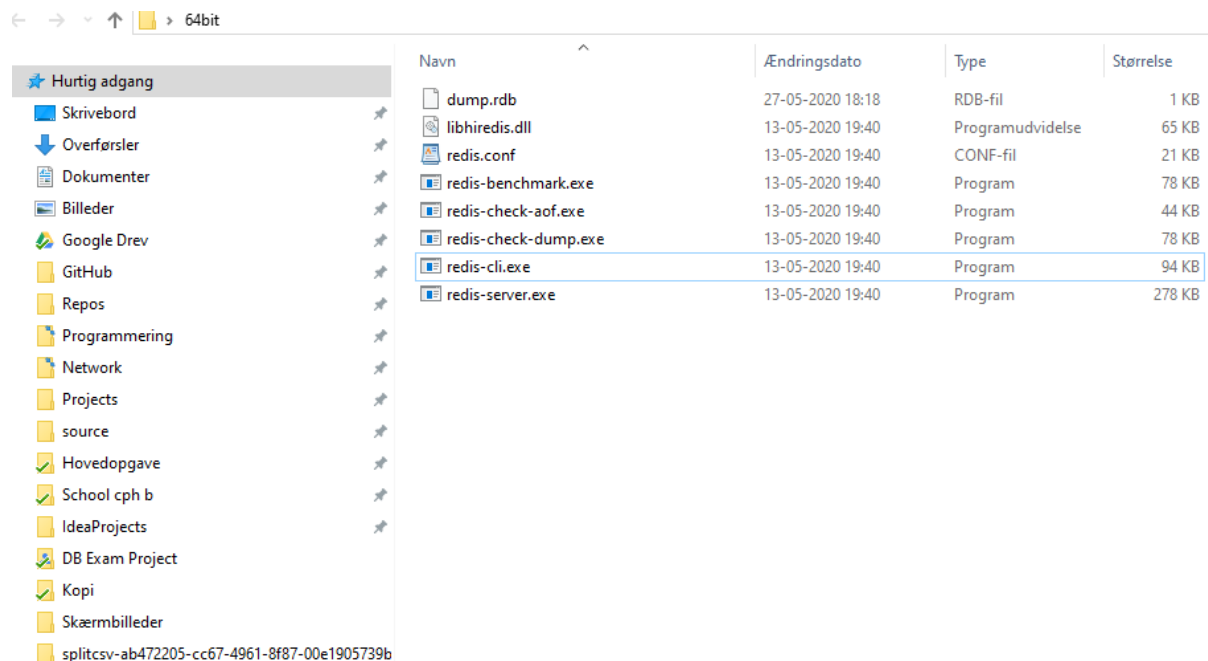 64bit
Navn Ændringsdato Type Størrelse
Hurtig adgang
Skrivebord
Overførsler
Dokumenter
Billeder
Google Drev
GitHub
Repos
Programmering
Network
Projects
source
Hovedopgave
School cph b
IdeaProjects
DB Exam Project
Kopi
Skærmbilleder
splitcsv-ab472205-cc67-4961-8f87-00e1905739b
dump.rdb 27-05-2020 18:18 RDB-fil 1 KB
libhiredis.dll 13-05-2020 19:40 Programudvidelse 65 KB
redis.conf 13-05-2020 19:40 CONF-fil 21 KB
redis-benchmark.exe 13-05-2020 19:40 Program 78 KB
redis-check-aof.exe 13-05-2020 19:40 Program 44 KB
redis-check-dump.exe 13-05-2020 19:40 Program 78 KB
redis-cli.exe 13-05-2020 19:40 Program 94 KB
redis-server.exe 13-05-2020 19:40 Program 278 KB